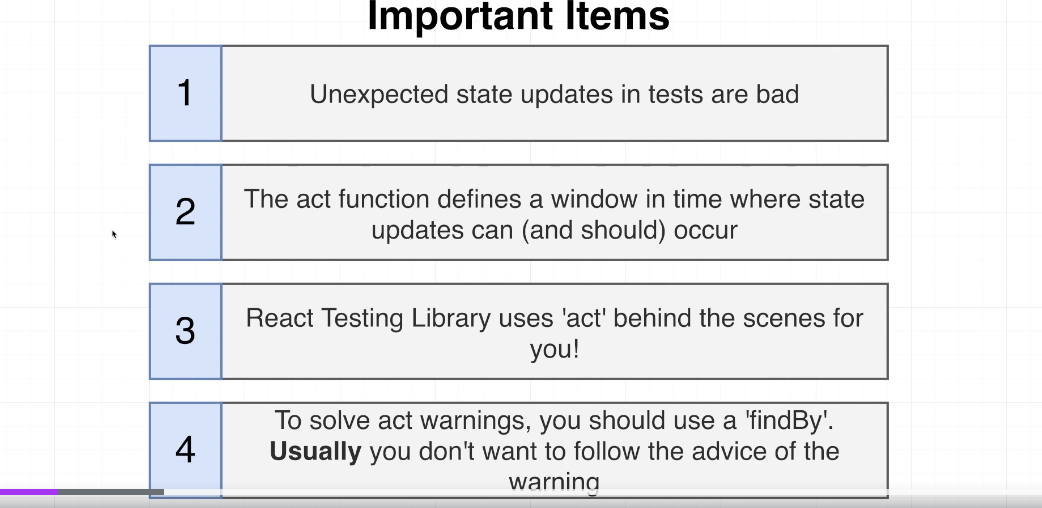 Important Items
1
Unexpected state updates in tests are bad
2
The act function defines a window in time where state
updates can (and should) occur
3
React Testing Library uses 'act' behind the scenes for
you!
4
To solve act warnings, you should use a 'findBy'.
Usually you don't want to follow the advice of the
warning